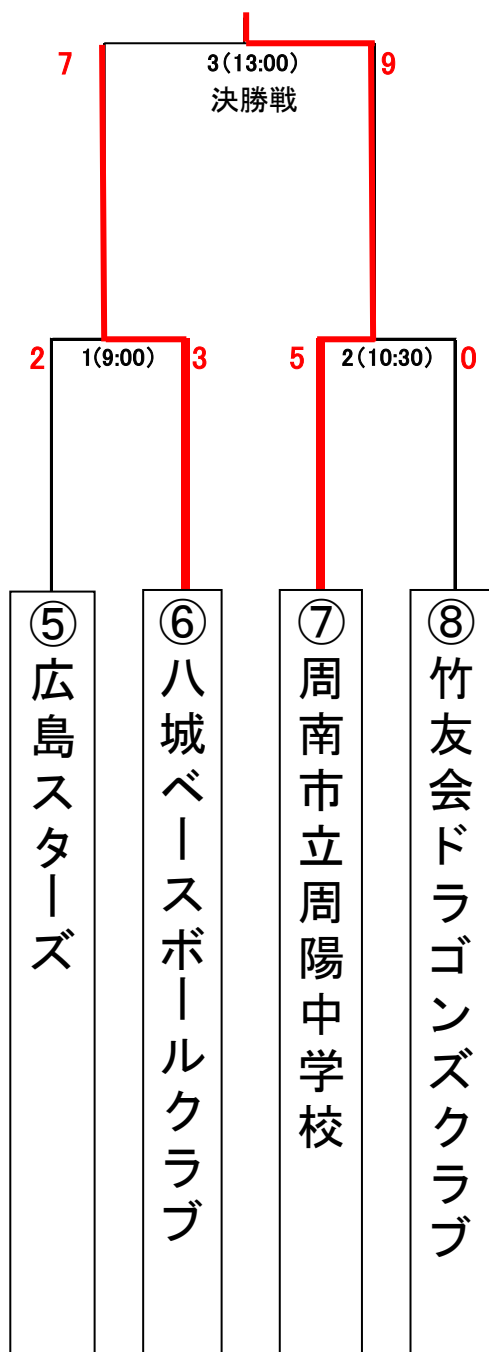 7
3(13:00)
9
決勝戦
2
1(9:00)
3
5
2(10:30)
0
⑤広島スターズ
⑥八城ベースボールクラブ
⑦周南市立周陽中学校
⑧竹友会ドラゴンズクラブ